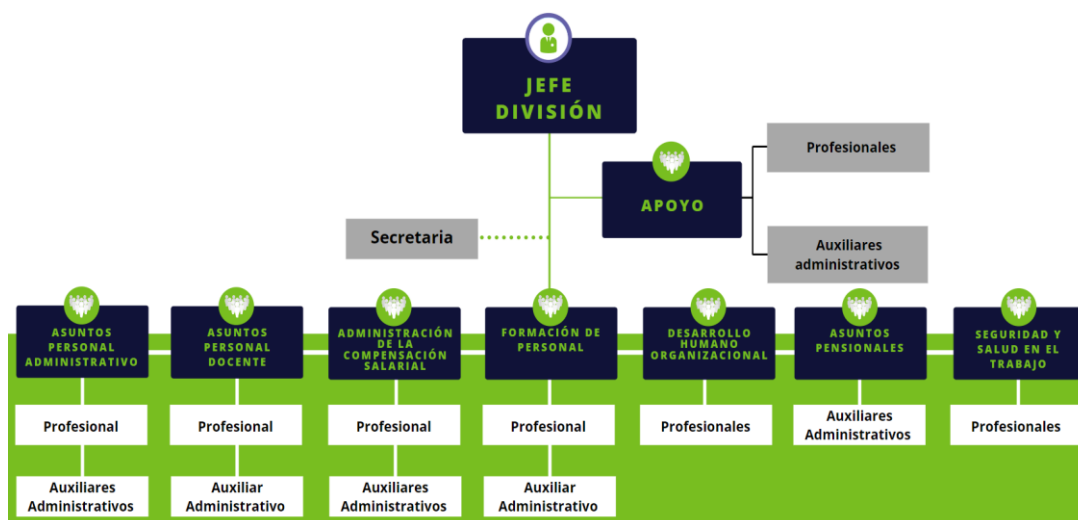 JEFE
DIVISIÓN
Profesionales
APOYO
Secretaria
Auxiliares
administrativos
ASUNTOS
PERSONAL
ADMINISTRATIVO
ASUNTOS
PERSONAL
DOCENTE
ADMINISTRACIÓN
DE LA
COMPENSACIÓN
SALARIAL
FORMACIÓN DE
PERSONAL
DESARROLLO
HUMANO
ORGANIZACIONAL
ASUNTOS
PENSIONALES
SEGURIDAD Y
SALUD EN EL
TRABAJO
Profesional
Profesional
Profesional
Profesional
Profesionales
Auxiliares
Administrativos
Profesionales
Auxiliares
Administrativos
Auxiliar
Administrativo
Auxiliares
Administrativos
Auxiliar
Administrativo